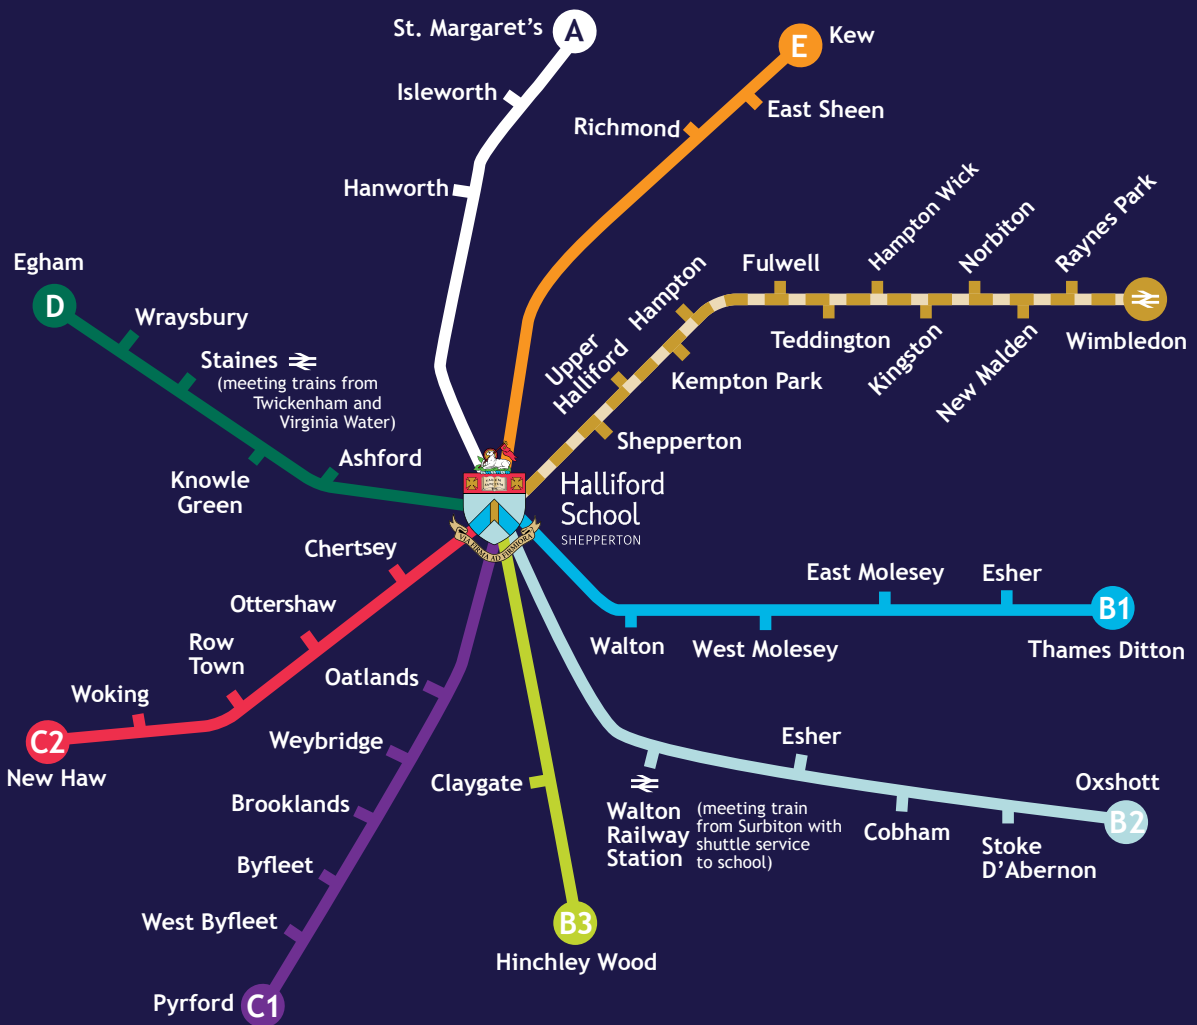 St. Margaret's
A
Isleworth
Hanworth
E
Kew
East Sheen
Richmond
Egham
D
Wraysbury
Staines
(meeting trains from
Twickenham and
Virginia Water)
Knowle
Green
Ashford
Upper
Halliford
Hampton
Fulwell
Hampton Wick
Norbiton
Raynes Park
Shepperton
Kempton Park
Teddington
Kingston
New Malden
Wimbledon
Halliford
School
SHEPPERTON
VIA FIRMA AD FIRMIORA
Chertsey
Ottershaw
Row
Town
Woking
C2
New Haw
Oatlands
Weybridge
Brooklands
Byfleet
West Byfleet
Pyrford
C1
Claygate
B3
Hinchley Wood
Walton
West Molesey
East Molesey
Esher
B1
Thames Ditton
Walton
Railway
Station
(meeting train
from Surbiton with
shuttle service
to school)
Esher
Cobham
Stoke
D'Abernon
Oxshott
B2